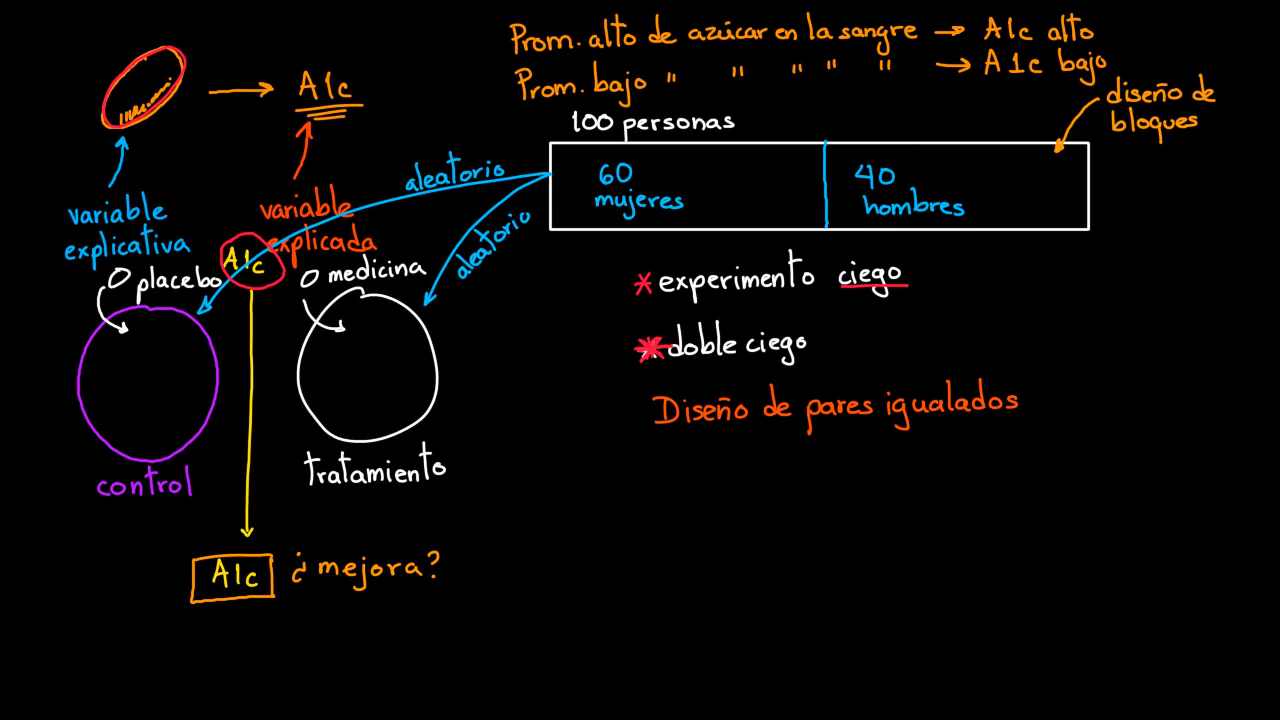 Prom. alto de azúcar en la sangre → A1c alto
Prom. bajo " " " " " → A1c bajo
A1c
diseño de
bloques
100 personas
60
mujeres
40
hombres
aleatorio
aleatorio
variable
explicativa
variable
explicada
A1c
placebo
medicina
* experimento ciego
* doble ciego
Diseño de pares igualados
control
tratamiento
A1c ¿mejora?